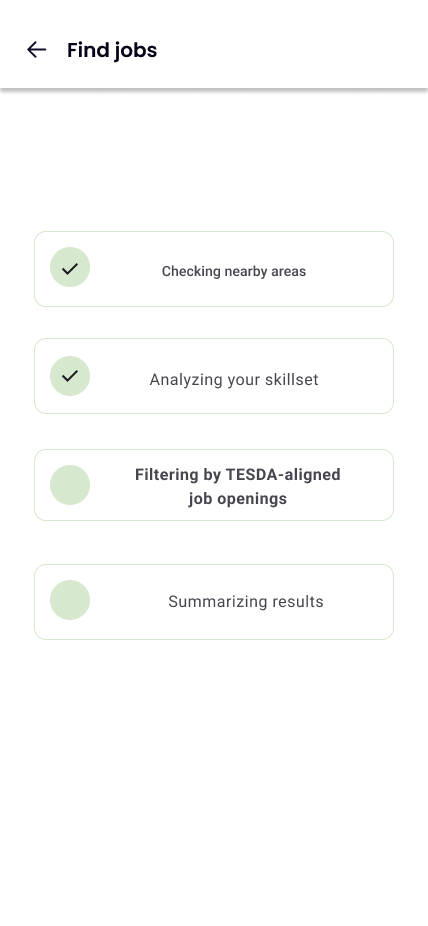 Find jobs
Checking nearby areas
Analyzing your skillset
Filtering by TESDA-aligned
job openings
Summarizing results